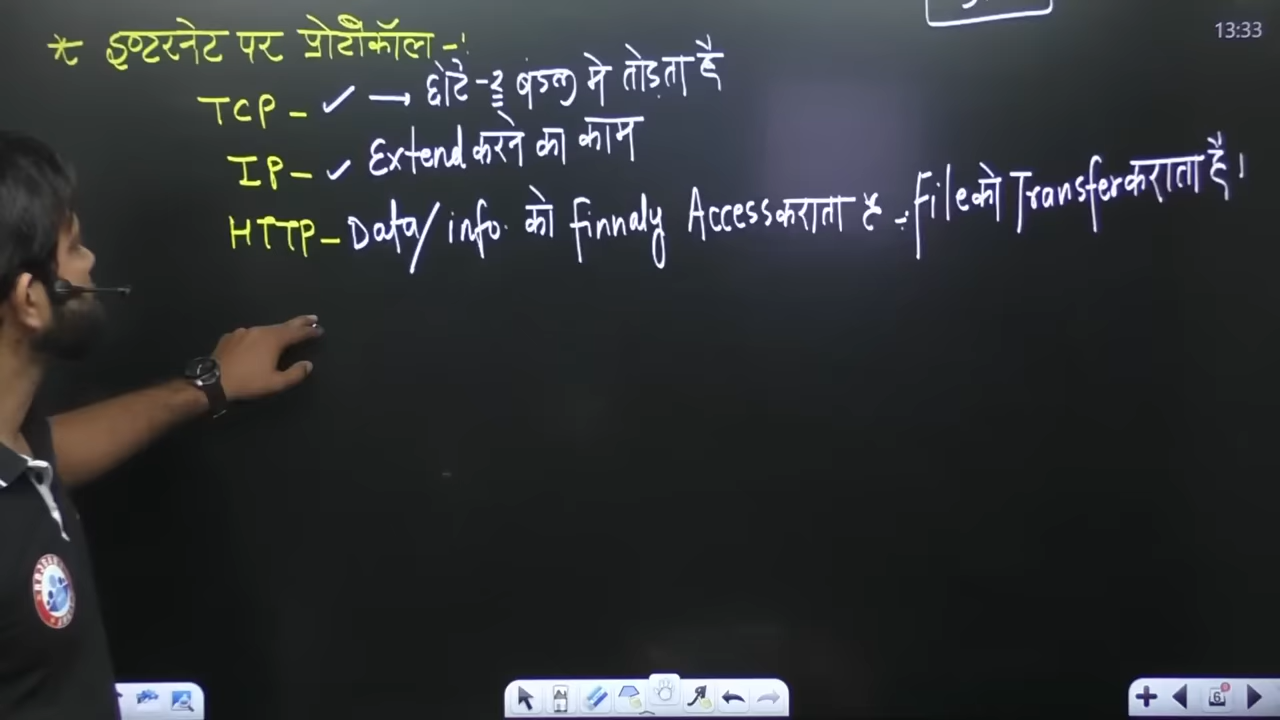 13:33
* इण्टरनेट पर प्रोटोकॉल -:
TCP - ✓ → छोटे-2 बंडल में तोड़ता है
IP - ✓ Extend करने का काम
HTTP - Data/info. को finnaly Access कराता है -: File को Transfer कराता है।
6